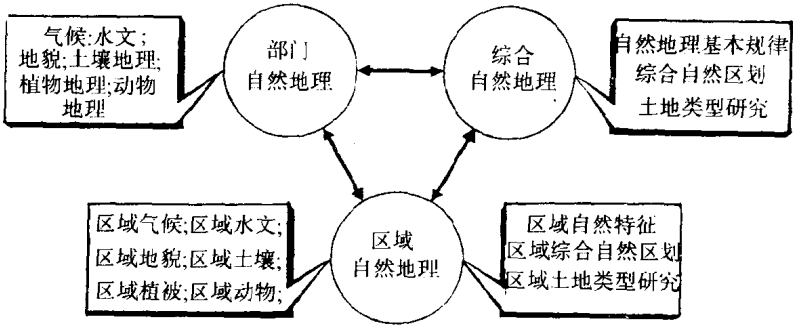 气候;水文;
地貌;土壤地理;
植物地理;动物
地理
部门
自然地理
综合
自然地理
自然地理基本规律
综合自然区划
土地类型研究
区域气候;区域水文;
区域地貌;区域土壤;
区域植被;区域动物;
区域
自然地理
区域自然特征
区域综合自然区划
区域土地类型研究